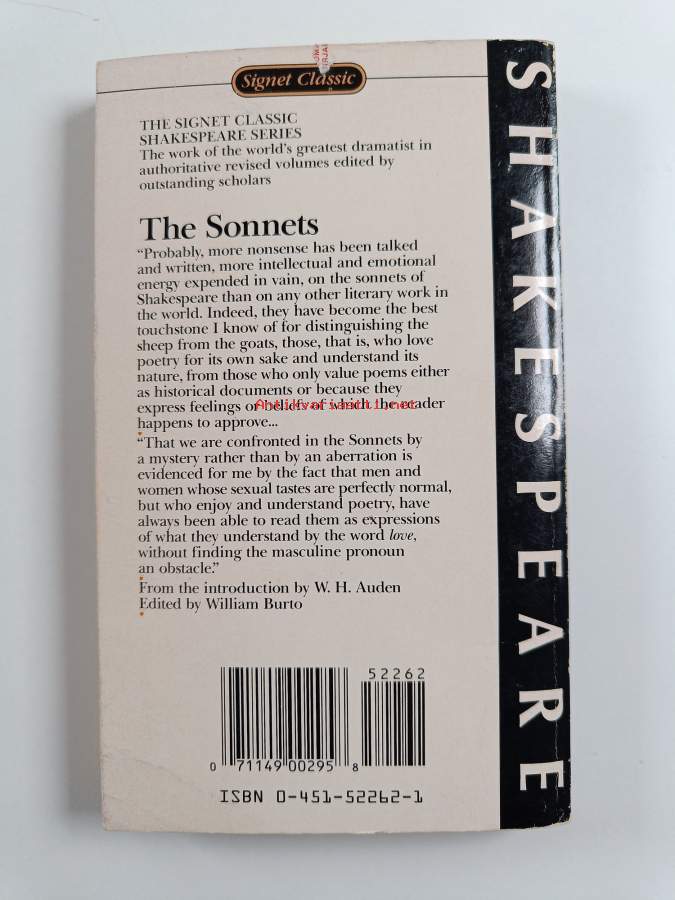 Signet Classic
THE SIGNET CLASSIC
SHAKESPEARE SERIES
The work of the world's greatest dramatist in
authoritative revised volumes edited by
outstanding scholars
The Sonnets
“Probably, more nonsense has been talked
and written, more intellectual and emotional
energy expended in vain, on the sonnets of
Shakespeare than on any other literary work in
the world. Indeed, they have become the best
touchstone I know of for distinguishing the
sheep from the goats, those, that is, who love
poetry for its own sake and understand its
nature, from those who only value poems either
as historical documents or because they
express feelings or beliefs of which the reader
happens to approve...
“That we are confronted in the Sonnets by
a mystery rather than by an aberration is
evidenced for me by the fact that men and
women whose sexual tastes are perfectly normal,
but who enjoy and understand poetry, have
always been able to read them as expressions
of what they understand by the word love,
without finding the masculine pronoun
an obstacle.”
From the introduction by W. H. Auden
Edited by William Burto
52262
0 71149 00295 8
ISBN 0-451-52262-1
SHAKESPEARE
Antikvariaatti.net